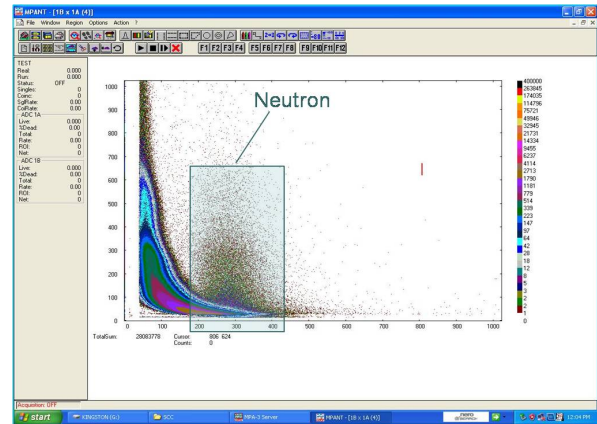 MPANT - [1B x 1A (4)]
File Window Region Options Action ?
F1 F2 F3 F4 F5 F6 F7 F8 F9 F10 F11 F12
TEST
Real: 0.000
Run: 0.000
Status: OFF
Singles: 0
Coinc: 0
SglRate: 0.00
CoiRate: 0.00
ADC 1A
Live: 0.000
%Dead: 0.00
Total: 0
Rate: 0.00
ROI: 0
Net: 0
ADC 1B
Live: 0.000
%Dead: 0.00
Total: 0
Rate: 0.00
ROI: 0
Net: 0
Neutron
1000
900
800
700
600
500
400
300
200
100
0
0 100 200 300 400 500 600 700 800 900 1000
TotalSum: 28083778 Cursor: 806 624
Counts: 0
400000
263845
174035
114796
75721
49946
32945
21731
14334
9455
6237
4114
2713
1790
1181
779
514
339
223
147
97
64
42
28
18
12
8
5
3
2
2
1
Acquisition: OFF
start
KINGSTON (G:)
SCC
MPA-3 Server
MPANT - [1B x 1A (4)]
nero
12:04 PM